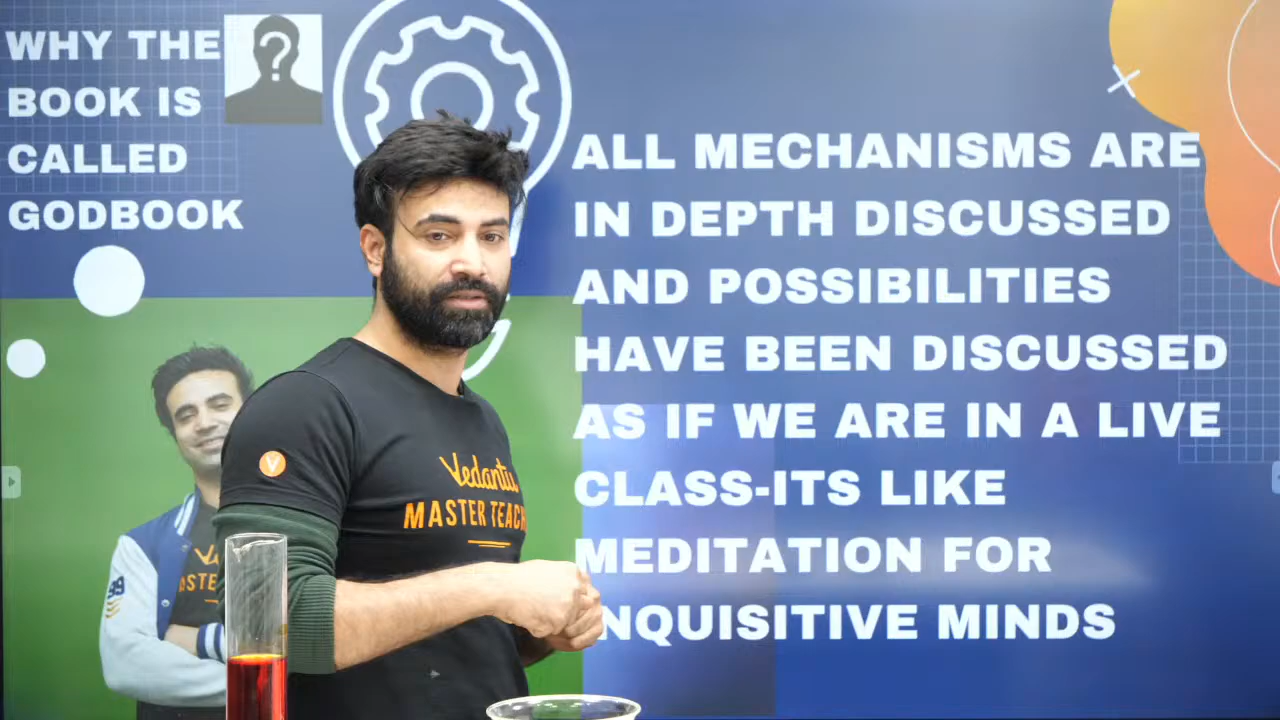 WHY THE
BOOK IS
CALLED
GODBOOK
?
ALL MECHANISMS ARE
IN DEPTH DISCUSSED
AND POSSIBILITIES
HAVE BEEN DISCUSSED
AS IF WE ARE IN A LIVE
CLASS-ITS LIKE
MEDITATION FOR
NQUISITIVE MINDS
V
Vedantu
MASTER TEACH